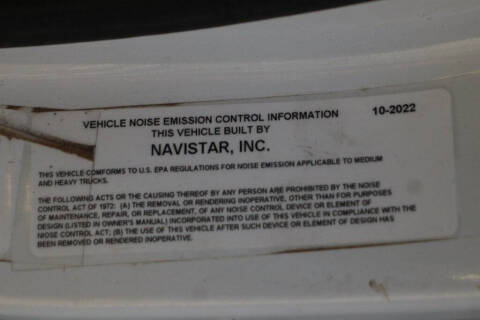 VEHICLE NOISE EMISSION CONTROL INFORMATION 10-2022
THIS VEHICLE BUILT BY
NAVISTAR, INC.
THIS VEHICLE CONFORMS TO U.S. EPA REGULATIONS FOR NOISE EMISSION APPLICABLE TO MEDIUM
AND HEAVY TRUCKS.
THE FOLLOWING ACTS OR THE CAUSING THEREOF BY ANY PERSON ARE PROHIBITED BY THE NOISE
CONTROL ACT OF 1972: (A) THE REMOVAL OR RENDERING INOPERATIVE, OTHER THAN FOR PURPOSES
OF MAINTENANCE, REPAIR, OR REPLACEMENT, OF ANY NOISE CONTROL DEVICE OR ELEMENT OF
DESIGN (LISTED IN OWNER'S MANUAL) INCORPORATED INTO USE OF THIS VEHICLE IN COMPLIANCE WITH THE
NIOSE CONTROL ACT; (B) THE USE OF THIS VEHICLE AFTER SUCH DEVICE OR ELEMENT OF DESIGN HAS
BEEN REMOVED OR RENDERED INOPERATIVE.